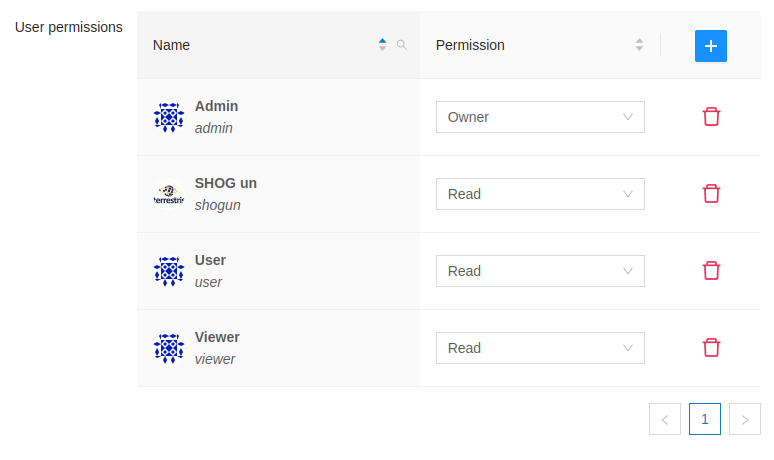 User permissions
Name
Permission
Admin
admin
Owner
SHOG un
shogun
terrestris
Read
User
user
Read
Viewer
viewer
Read
1